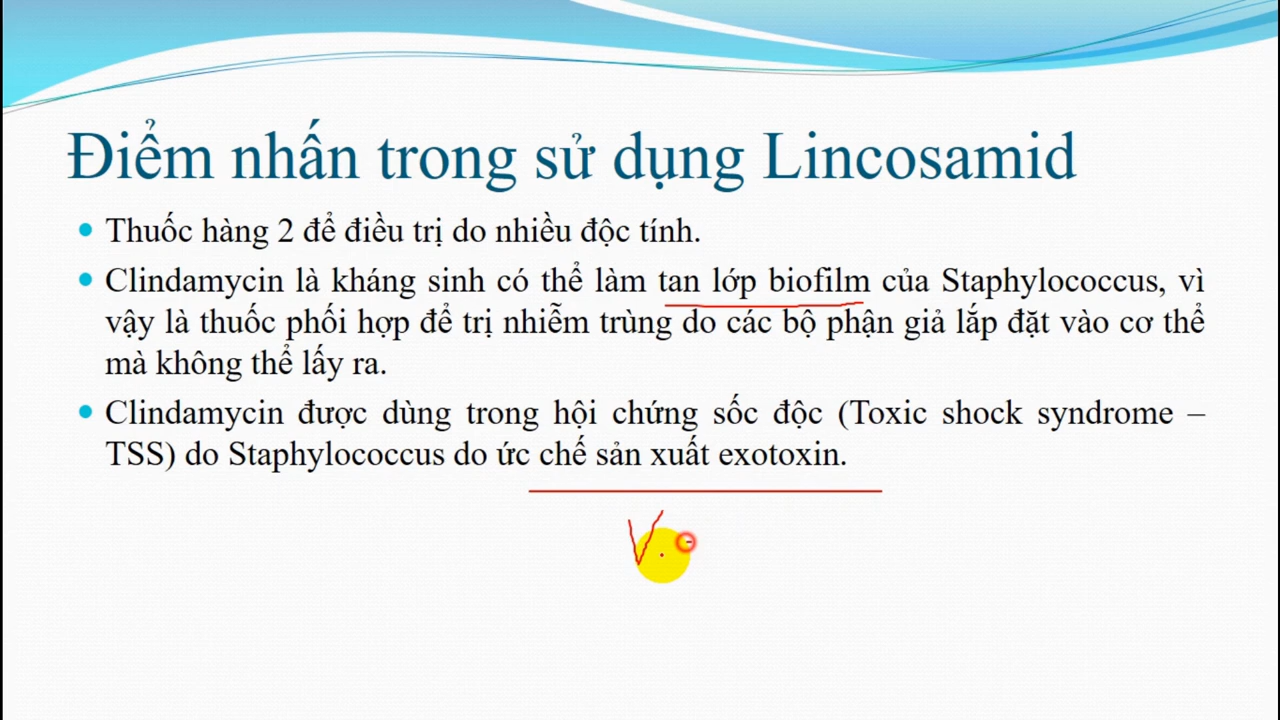 Điểm nhấn trong sử dụng Lincosamid
• Thuốc hàng 2 để điều trị do nhiều độc tính.
• Clindamycin là kháng sinh có thể làm tan lớp biofilm của Staphylococcus, vì
vậy là thuốc phối hợp để trị nhiễm trùng do các bộ phận giả lắp đặt vào cơ thể
mà không thể lấy ra.
• Clindamycin được dùng trong hội chứng sốc độc (Toxic shock syndrome –
TSS) do Staphylococcus do ức chế sản xuất exotoxin.
V